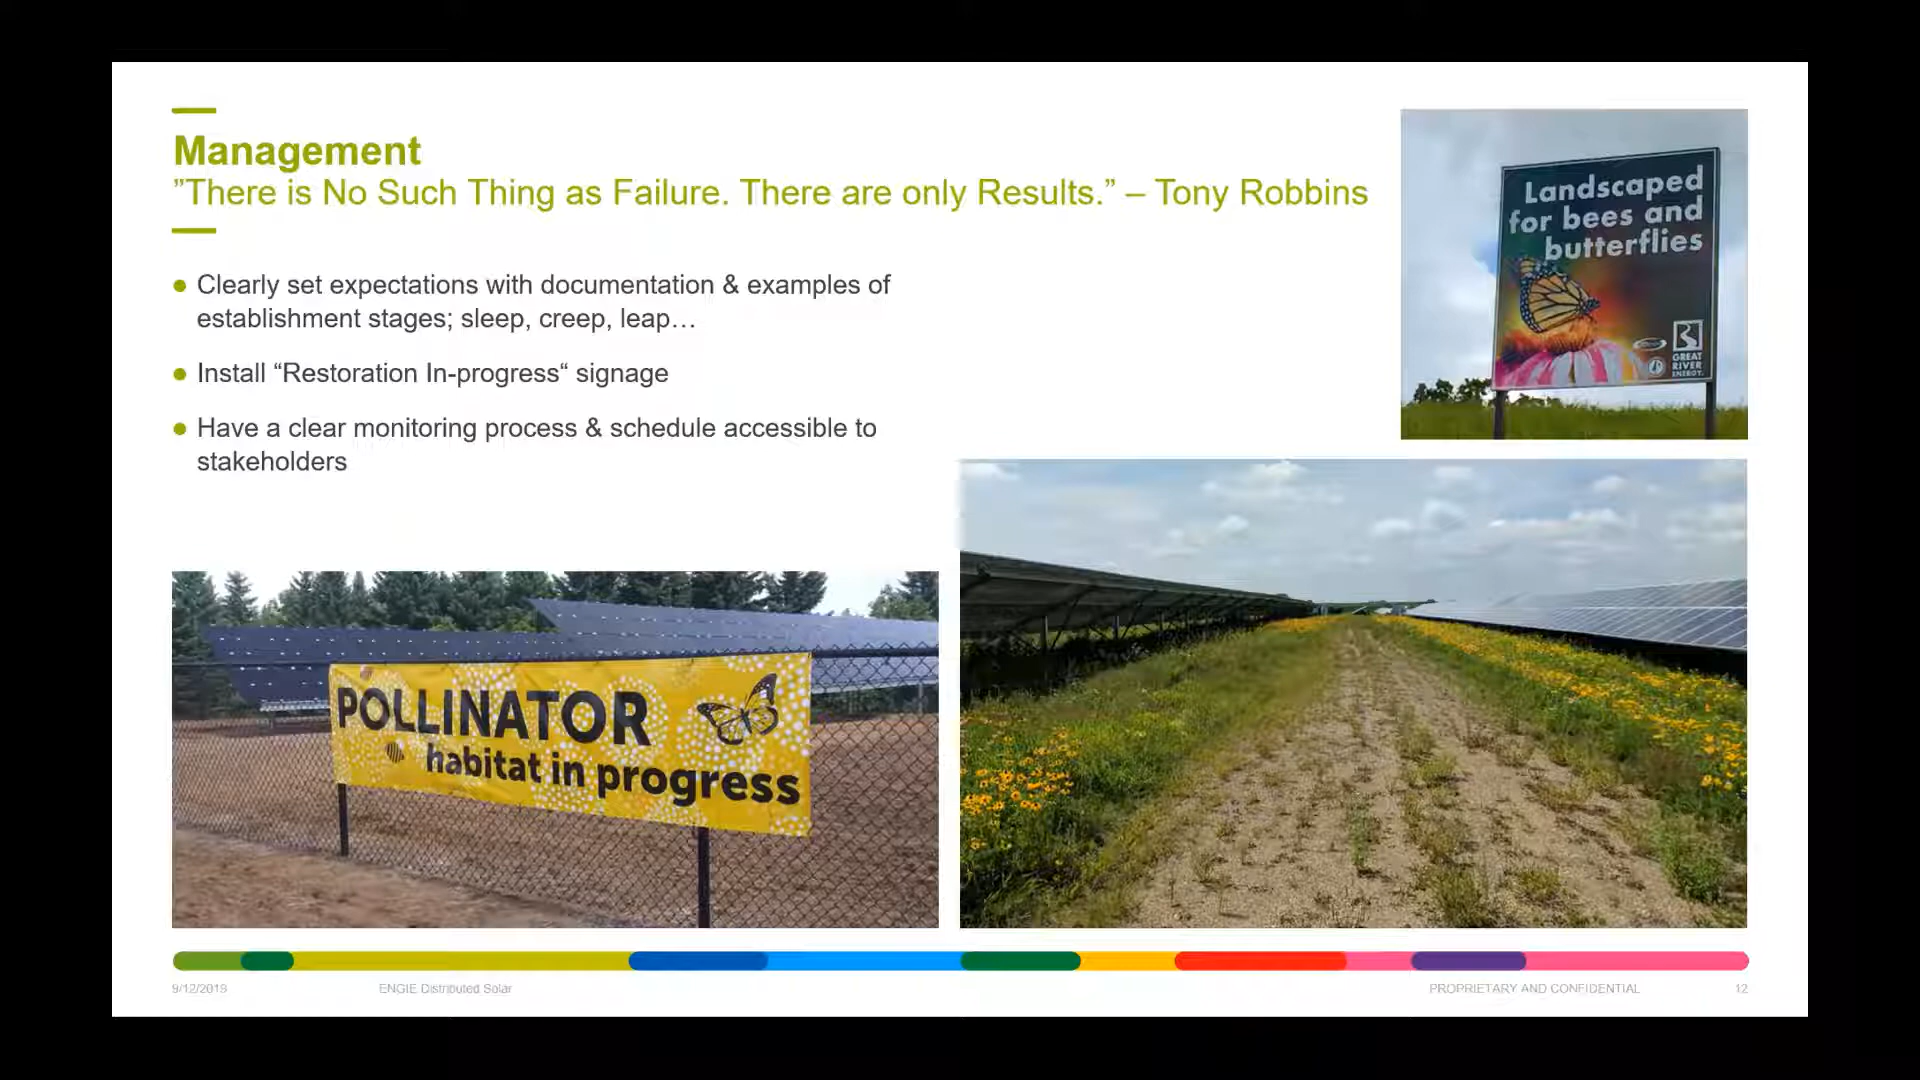 Management
”There is No Such Thing as Failure. There are only Results.” – Tony Robbins
Clearly set expectations with documentation & examples of
establishment stages; sleep, creep, leap…
Install “Restoration In-progress“ signage
Have a clear monitoring process & schedule accessible to
stakeholders
Landscaped
for bees and
butterflies
GREAT
RIVER
ENERGY.
POLLINATOR
habitat in progress
9/12/2019
ENGIE Distributed Solar
PROPRIETARY AND CONFIDENTIAL
12